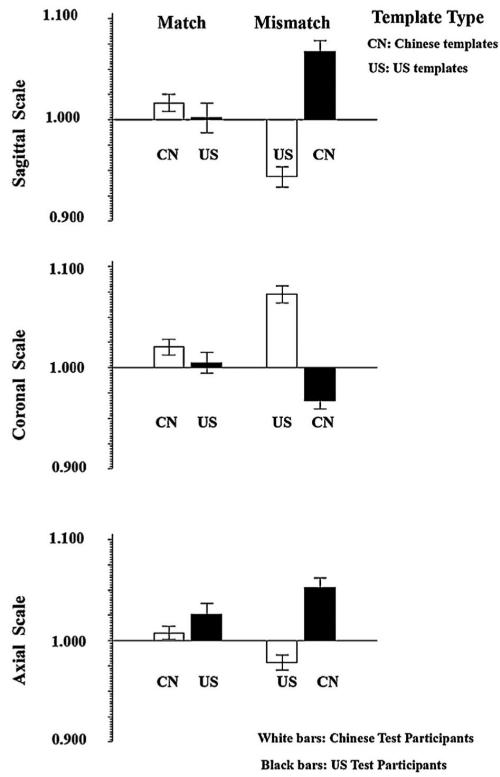 Match Mismatch
Template Type
CN: Chinese templates
US: US templates
Sagittal Scale
1.100
1.000
0.900
CN US US CN
Coronal Scale
1.100
1.000
0.900
CN US US CN
Axial Scale
1.100
1.000
0.900
CN US US CN
White bars: Chinese Test Participants
Black bars: US Test Participants